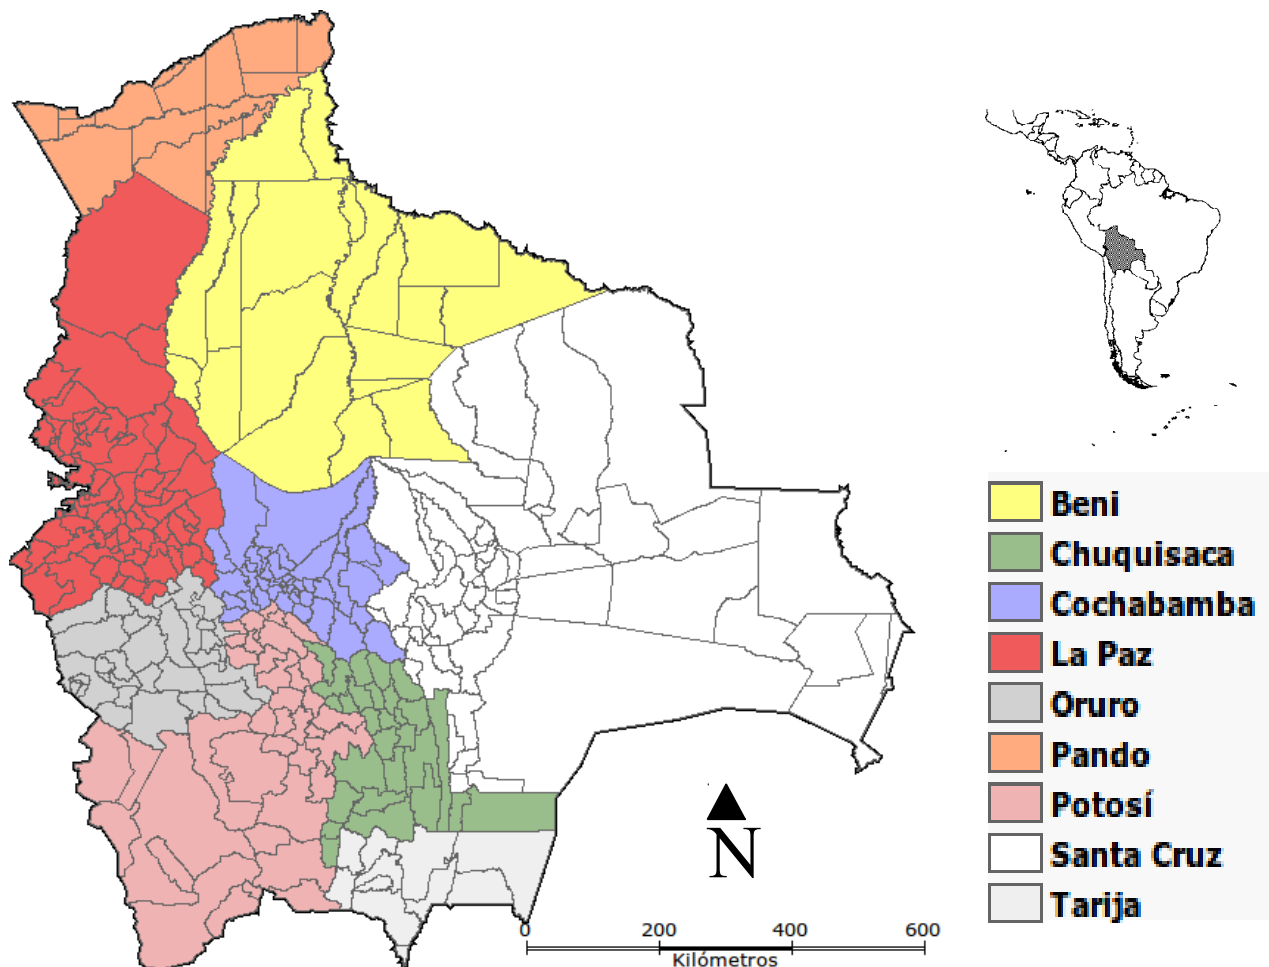 Beni
Chuquisaca
Cochabamba
La Paz
Oruro
Pando
Potosí
Santa Cruz
Tarija
N
0 200 400 600
Kilómetros